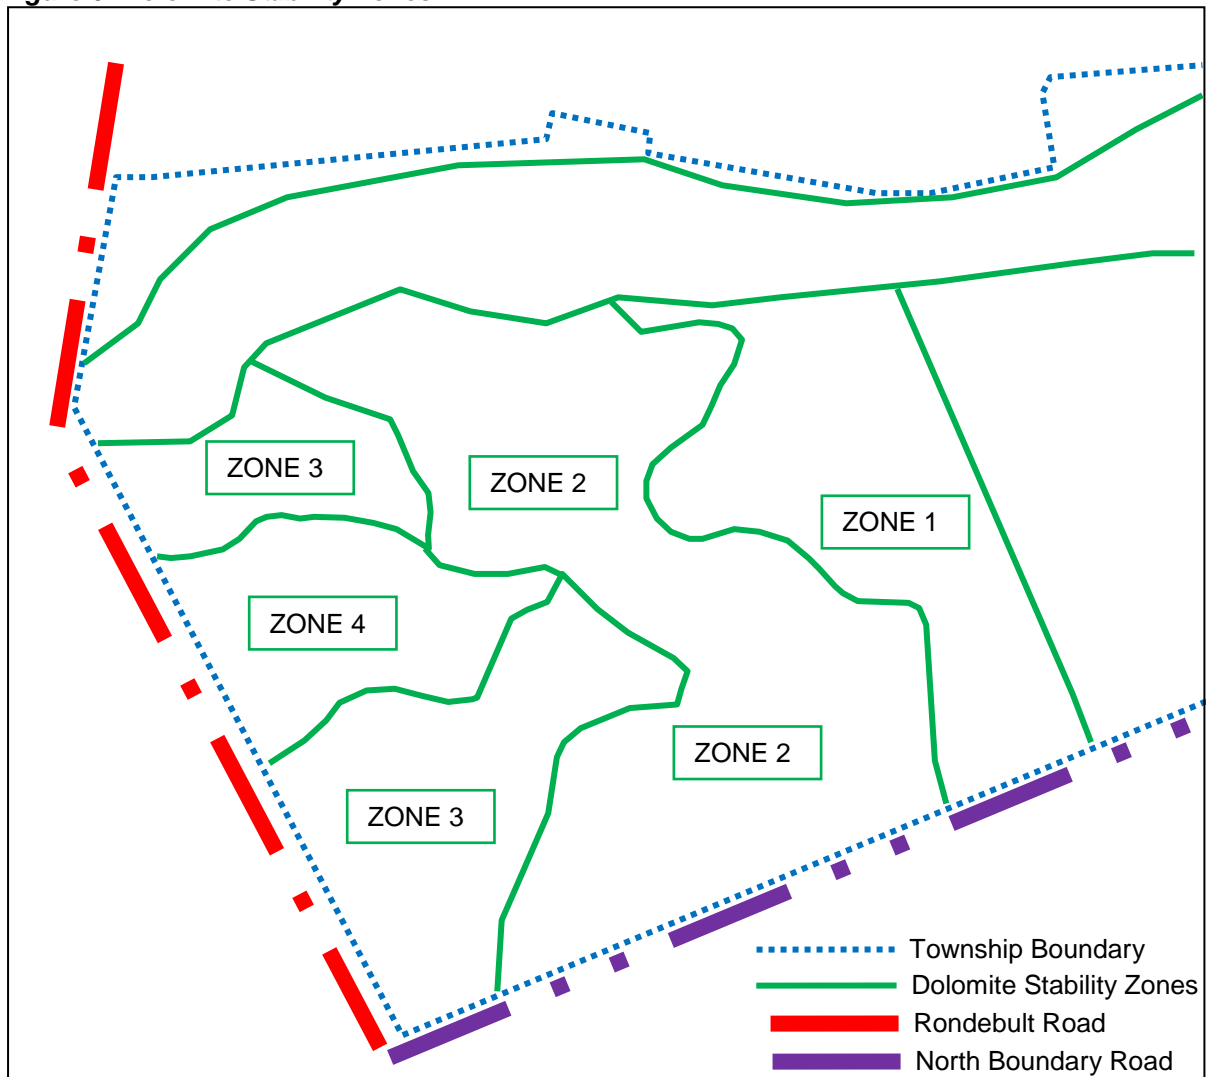 ZONE 3
ZONE 2
ZONE 1
ZONE 4
ZONE 2
ZONE 3
Township Boundary
Dolomite Stability Zones
Rondebult Road
North Boundary Road